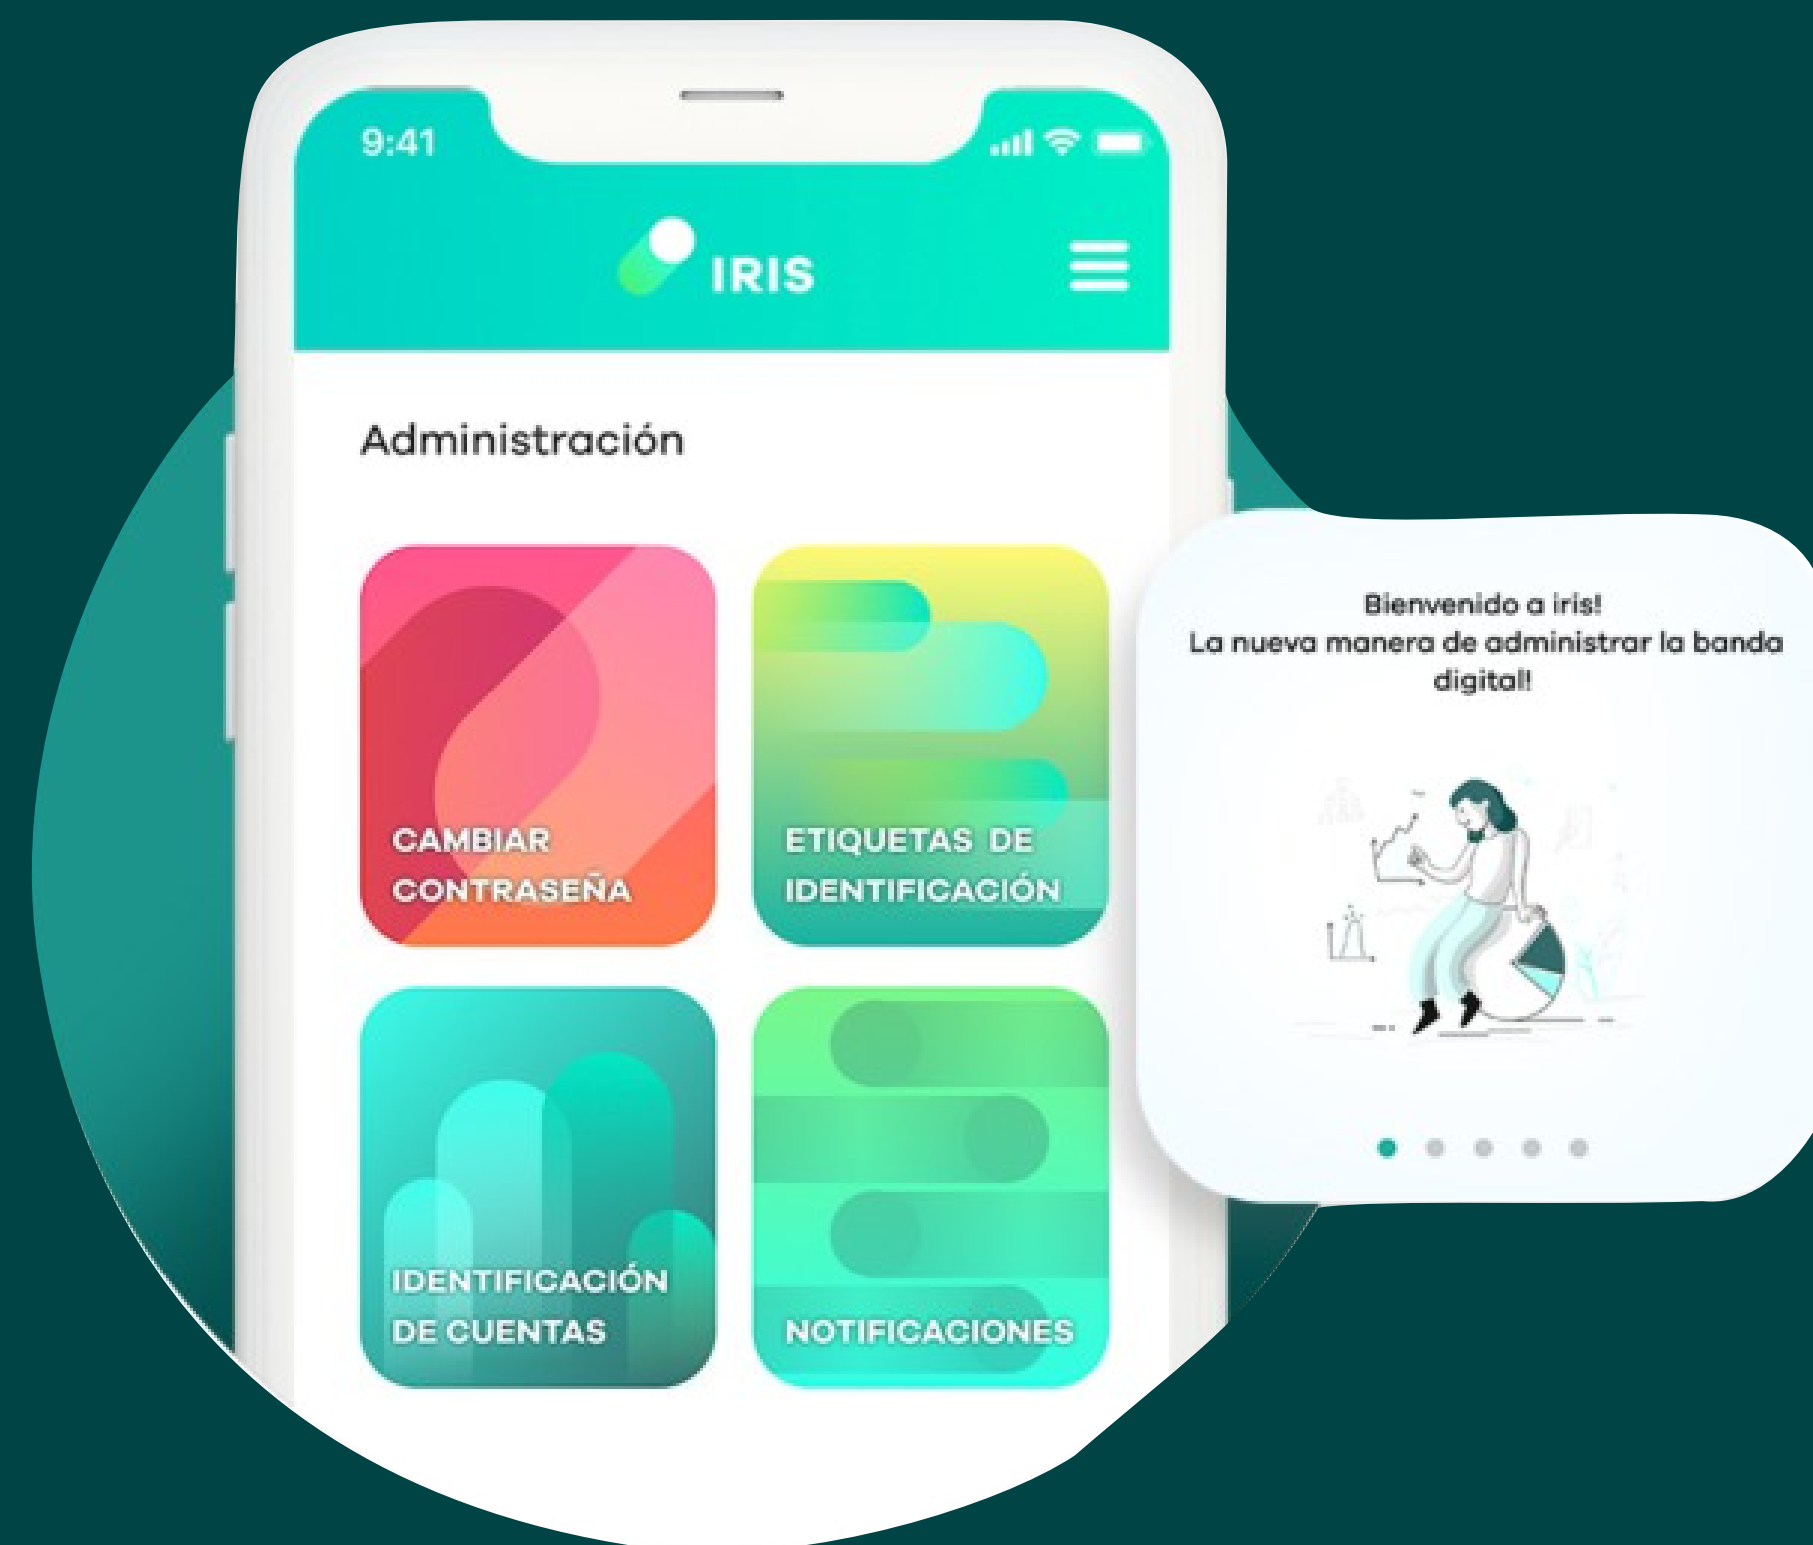 9:41
IRIS
Administración
CAMBIAR
CONTRASEÑA
ETIQUETAS DE
IDENTIFICACIÓN
IDENTIFICACIÓN
DE CUENTAS
NOTIFICACIONES
Bienvenido a iris!
La nueva manera de administrar la banda
digital!